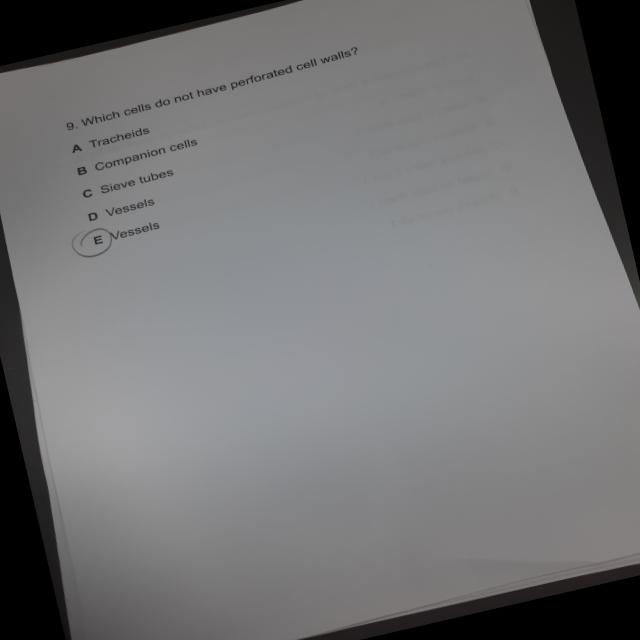 9. Which cells do not have perforated cell walls?
A Tracheids
B Companion cells
C Sieve tubes
D Vessels
E Vessels